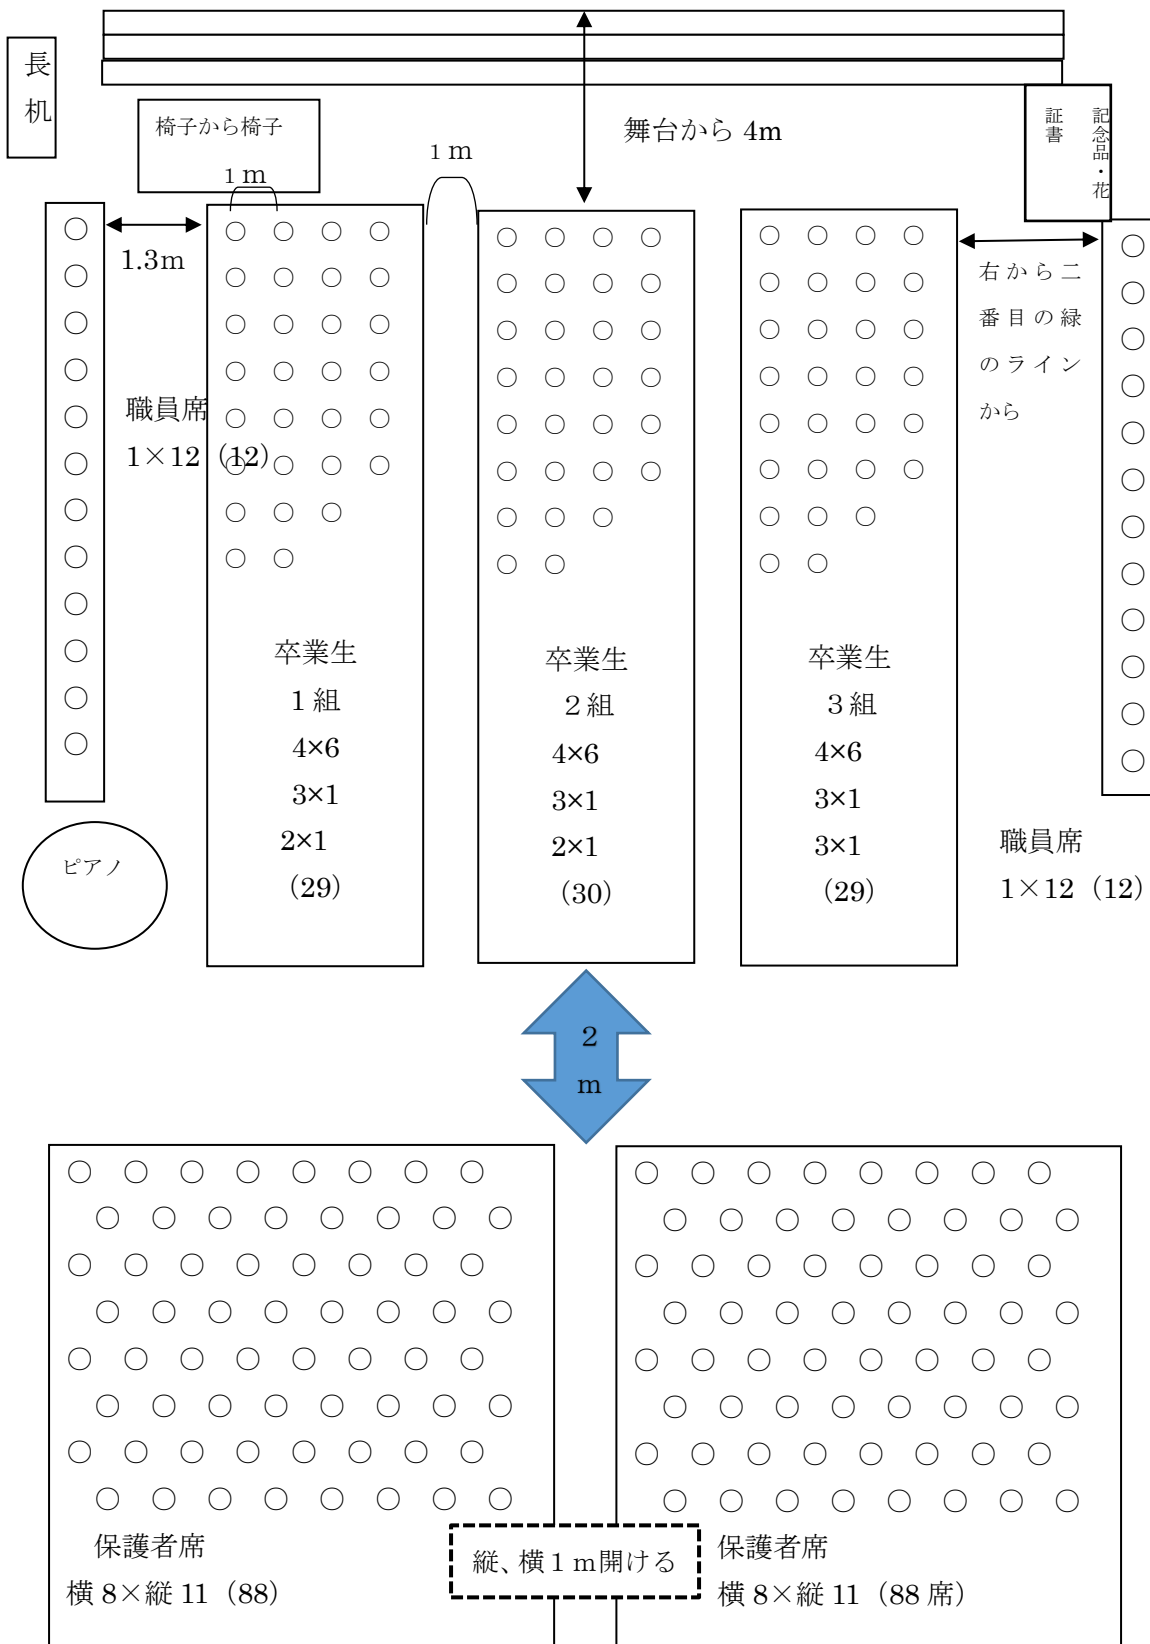 長
机
椅子から椅子
1 m
1 m
舞台から 4m
証書
記念品・花
1.3m
右から二
番目の緑
のライン
から
職員席
1×12（12）
卒業生
1 組
4×6
3×1
2×1
（29）
卒業生
２組
4×6
3×1
2×1
（30）
卒業生
３組
4×6
3×1
3×1
（29）
職員席
1×12（12）
ピアノ
2
m
保護者席
横 8×縦 11（88）
縦、横１ｍ開ける
保護者席
横 8×縦 11（88 席）